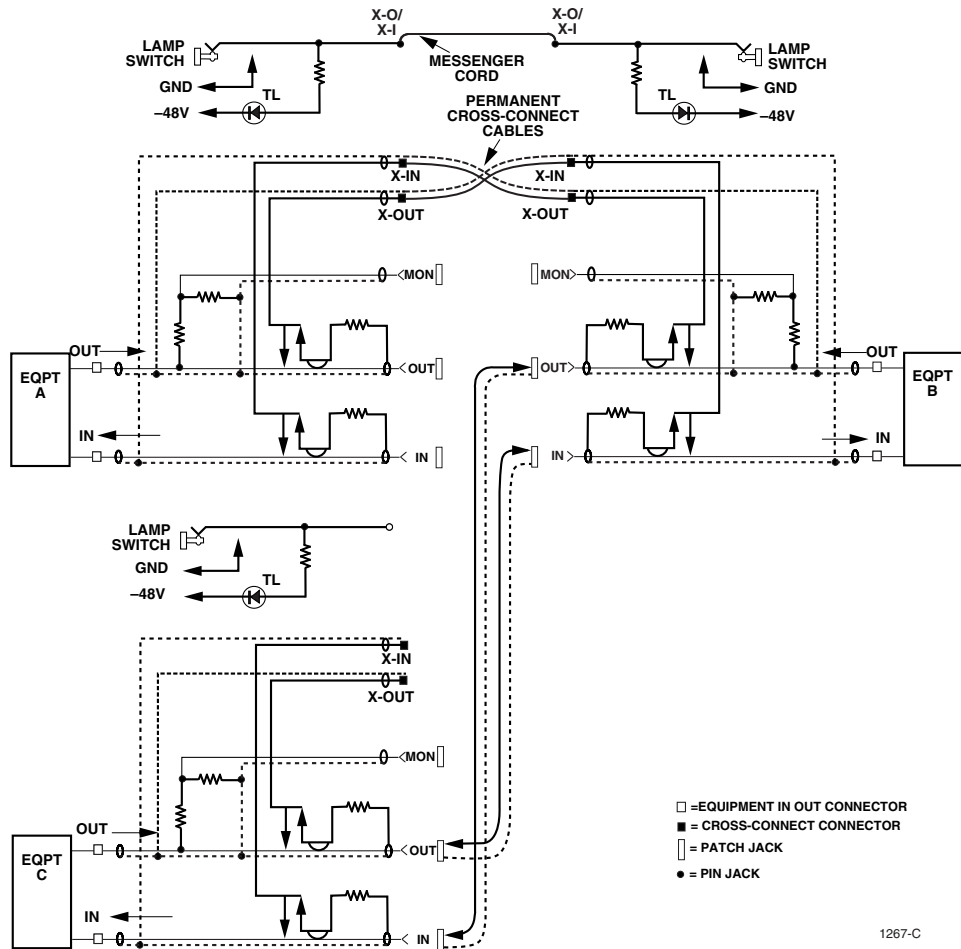 X-O/
X-I
X-O/
X-I
LAMP
SWITCH
MESSENGER
CORD
LAMP
SWITCH
GND
TL
–48V
GND
TL
–48V
PERMANENT
CROSS-CONNECT
CABLES
X-IN
X-IN
X-OUT
X-OUT
MON
MON
OUT
EQPT
A
OUT
OUT
OUT
EQPT
B
IN
IN
IN
IN
LAMP
SWITCH
GND
TL
–48V
X-IN
X-OUT
MON
OUT
EQPT
C
OUT
IN
IN
=EQUIPMENT IN OUT CONNECTOR
= CROSS-CONNECT CONNECTOR
= PATCH JACK
= PIN JACK
1267-C